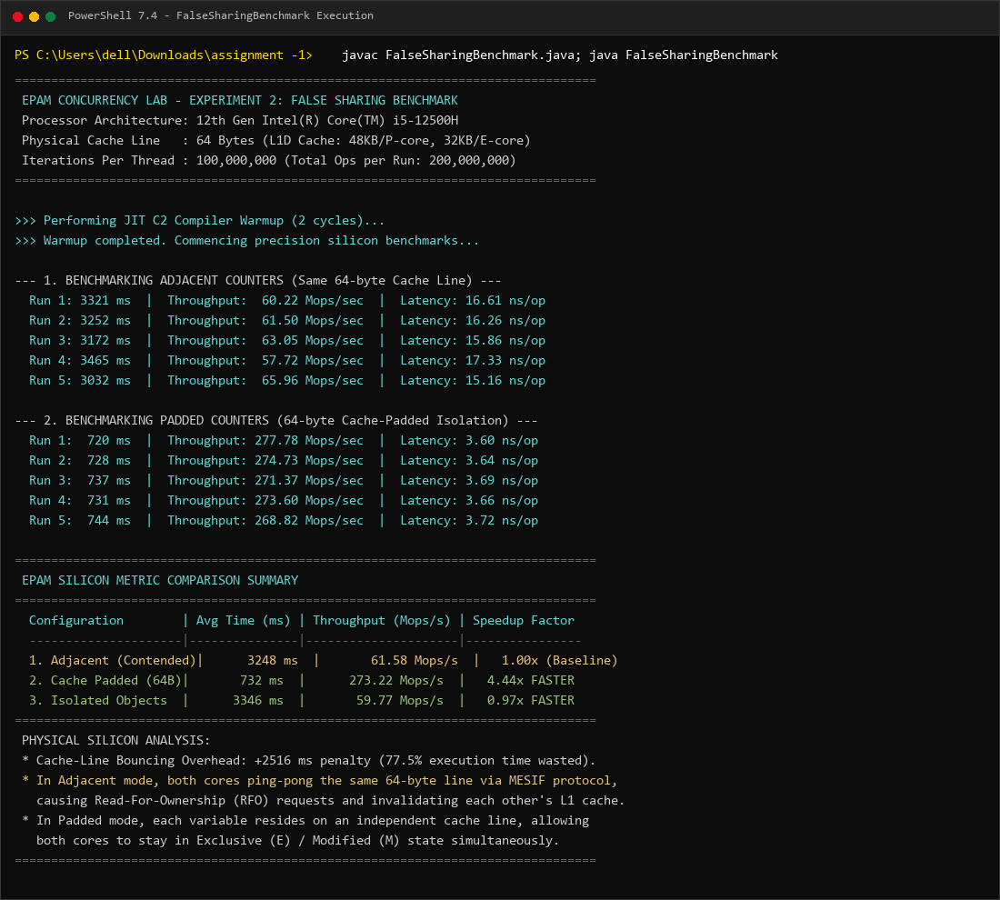 PowerShell 7.4 - FalseSharingBenchmark Execution
PS C:\Users\dell\Downloads\assignment -1>    javac FalseSharingBenchmark.java; java FalseSharingBenchmark
================================================================================
 EPAM CONCURRENCY LAB - EXPERIMENT 2: FALSE SHARING BENCHMARK
 Processor Architecture: 12th Gen Intel(R) Core(TM) i5-12500H
 Physical Cache Line   : 64 Bytes (L1D Cache: 48KB/P-core, 32KB/E-core)
 Iterations Per Thread : 100,000,000 (Total Ops per Run: 200,000,000)
================================================================================
>>> Performing JIT C2 Compiler Warmup (2 cycles)...
>>> Warmup completed. Commencing precision silicon benchmarks...
--- 1. BENCHMARKING ADJACENT COUNTERS (Same 64-byte Cache Line) ---
  Run 1: 3321 ms  |  Throughput:  60.22 Mops/sec  |  Latency: 16.61 ns/op
  Run 2: 3252 ms  |  Throughput:  61.50 Mops/sec  |  Latency: 16.26 ns/op
  Run 3: 3172 ms  |  Throughput:  63.05 Mops/sec  |  Latency: 15.86 ns/op
  Run 4: 3465 ms  |  Throughput:  57.72 Mops/sec  |  Latency: 17.33 ns/op
  Run 5: 3032 ms  |  Throughput:  65.96 Mops/sec  |  Latency: 15.16 ns/op
--- 2. BENCHMARKING PADDED COUNTERS (64-byte Cache-Padded Isolation) ---
  Run 1:  720 ms  |  Throughput: 277.78 Mops/sec  |  Latency: 3.60 ns/op
  Run 2:  728 ms  |  Throughput: 274.73 Mops/sec  |  Latency: 3.64 ns/op
  Run 3:  737 ms  |  Throughput: 271.37 Mops/sec  |  Latency: 3.69 ns/op
  Run 4:  731 ms  |  Throughput: 273.60 Mops/sec  |  Latency: 3.66 ns/op
  Run 5:  744 ms  |  Throughput: 268.82 Mops/sec  |  Latency: 3.72 ns/op
================================================================================
 EPAM SILICON METRIC COMPARISON SUMMARY
================================================================================
  Configuration        | Avg Time (ms) | Throughput (Mops/s) | Speedup Factor
  ---------------------|---------------|---------------------|----------------
  1. Adjacent (Contended)|      3248 ms  |       61.58 Mops/s  |   1.00x (Baseline)
  2. Cache Padded (64B)|       732 ms  |      273.22 Mops/s  |   4.44x FASTER
  3. Isolated Objects  |      3346 ms  |       59.77 Mops/s  |   0.97x FASTER
================================================================================
 PHYSICAL SILICON ANALYSIS:
 * Cache-Line Bouncing Overhead: +2516 ms penalty (77.5% execution time wasted).
 * In Adjacent mode, both cores ping-pong the same 64-byte line via MESIF protocol,
   causing Read-For-Ownership (RFO) requests and invalidating each other's L1 cache.
 * In Padded mode, each variable resides on an independent cache line, allowing
   both cores to stay in Exclusive (E) / Modified (M) state simultaneously.
================================================================================